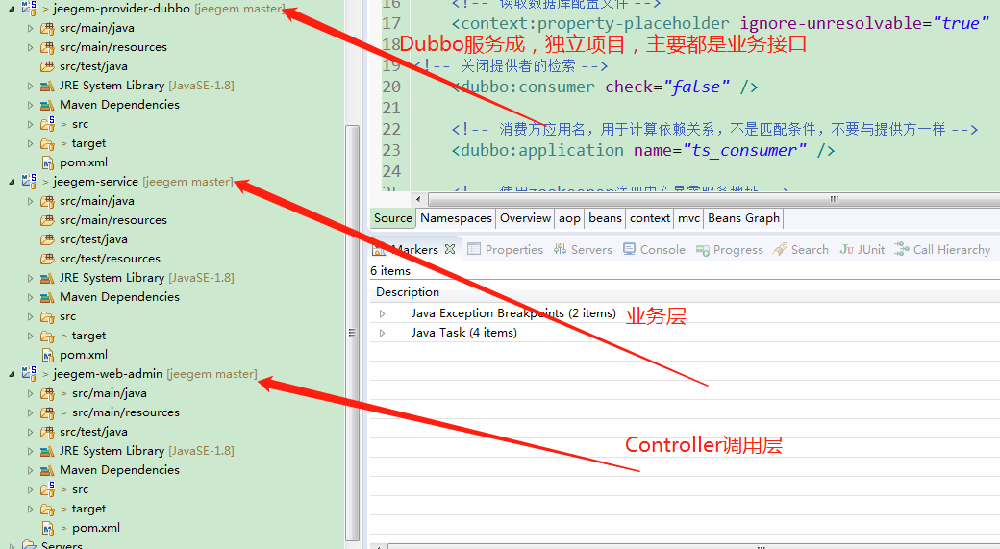 > jeegem-provider-dubbo [jeegem master]
src/main/java
> src/main/resources
src/test/java
JRE System Library [JavaSE-1.8]
Maven Dependencies
> src
> target
pom.xml
> jeegem-service [jeegem master]
src/main/java
src/main/resources
src/test/java
src/test/resources
JRE System Library [JavaSE-1.8]
Maven Dependencies
src
> target
pom.xml
> jeegem-web-admin [jeegem master]
> src/main/java
> src/main/resources
src/test/java
JRE System Library [JavaSE-1.8]
Maven Dependencies
> src
> target
> pom.xml
Servers
16 <!-- 读取数据库配置文件 -->
17 <context:property-placeholder ignore-unresolvable="true"
18
Dubbo服务成，独立项目，主要都是业务接口
19 <!-- 关闭提供者的检索 -->
20 <dubbo:consumer check="false" />
21
22 <!-- 消费方应用名，用于计算依赖关系，不是匹配条件，不要与提供方一样 -->
23 <dubbo:application name="ts_consumer" />
24
25 <!-- 使用zookeeper注册中心暴露服务地址 -->
Source Namespaces Overview aop beans context mvc Beans Graph
Markers Properties Servers Console Progress Search JUnit Call Hierarchy
6 items
Description
Java Exception Breakpoints (2 items)
Java Task (4 items)
业务层
Controller调用层